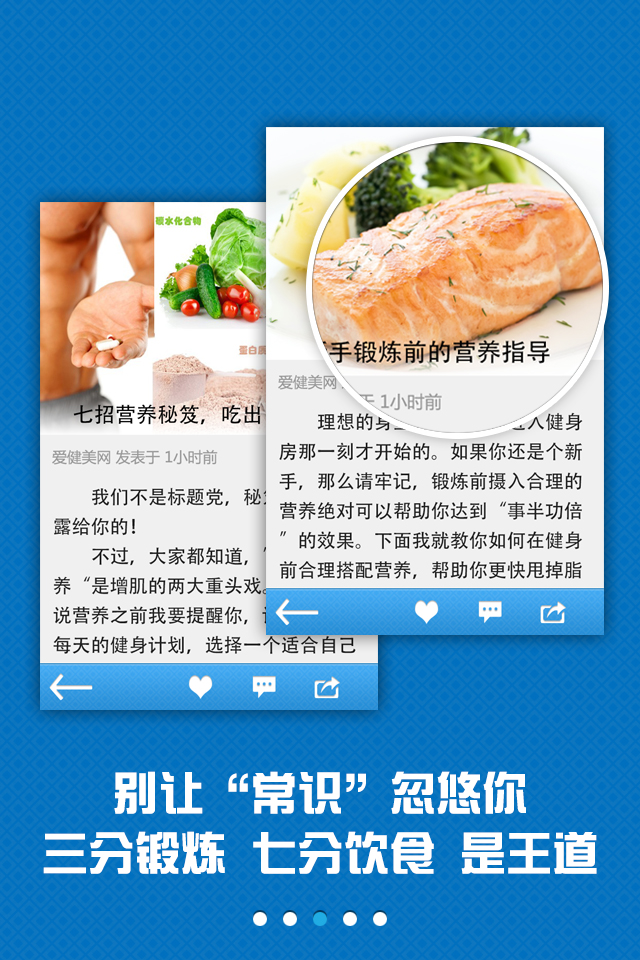 碳水化合物
蛋白质
七招营养秘笈，吃出
爱健美网 发表于 1小时前
我们不是标题党，秘
露给你的！
不过，大家都知道，“
养“是增肌的两大重头戏。
说营养之前我要提醒你，
每天的健身计划，选择一个适合自己
手锻炼前的营养指导
爱健美网
于 1小时前
理想的身
入健身
房那一刻才开始的。如果你还是个新
手，那么请牢记，锻炼前摄入合理的
营养绝对可以帮助你达到“事半功倍
”的效果。下面我就教你如何在健身
前合理搭配营养，帮助你更快甩掉脂
别让“常识”忽悠你
三分锻炼 七分饮食 是王道